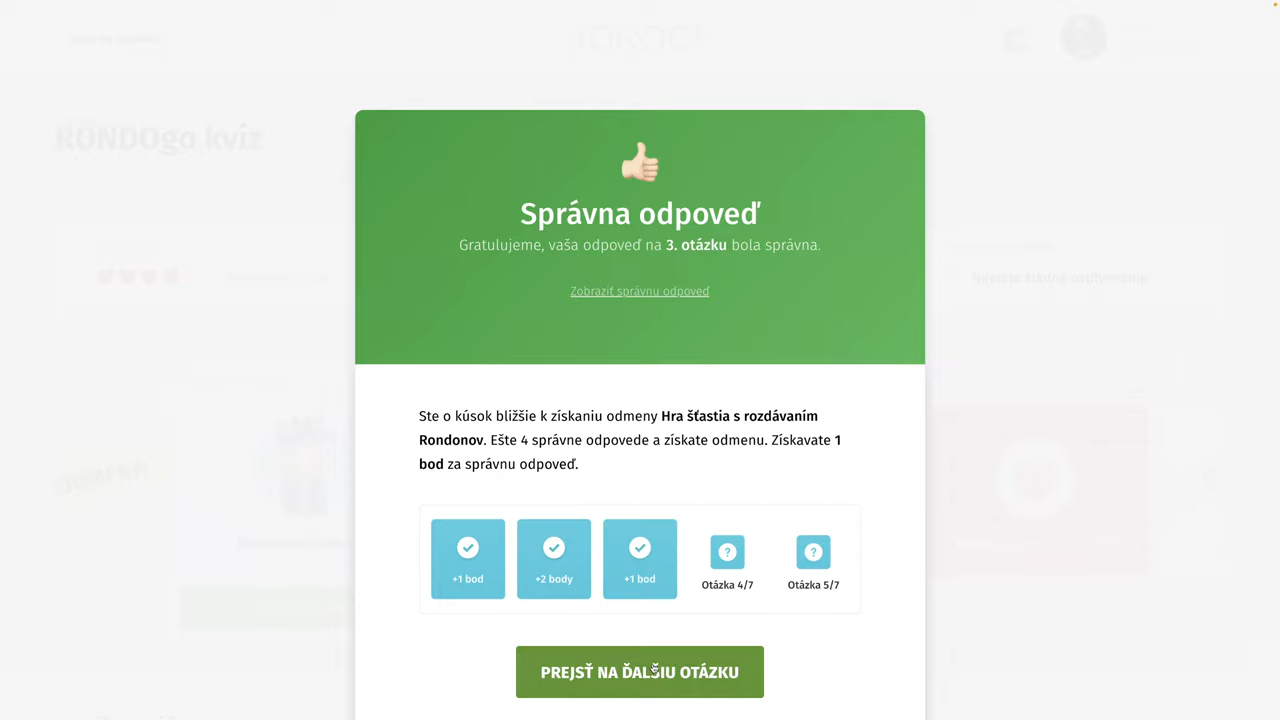 RONDOgo kvíz
Správna odpoveď
Gratulujeme, vaša odpoveď na 3. otázku bola správna.
Zobraziť správnu odpoveď
Ste o kúsok bližšie k získaniu odmeny Hra šťastia s rozdávaním
Rondonov. Ešte 4 správne odpovede a získate odmenu. Získavate 1
bod za správnu odpoveď.
+1 bod
+2 body
+1 bod
Otázka 4/7
Otázka 5/7
PREJSŤ NA ĎALŠIU OTÁZKU